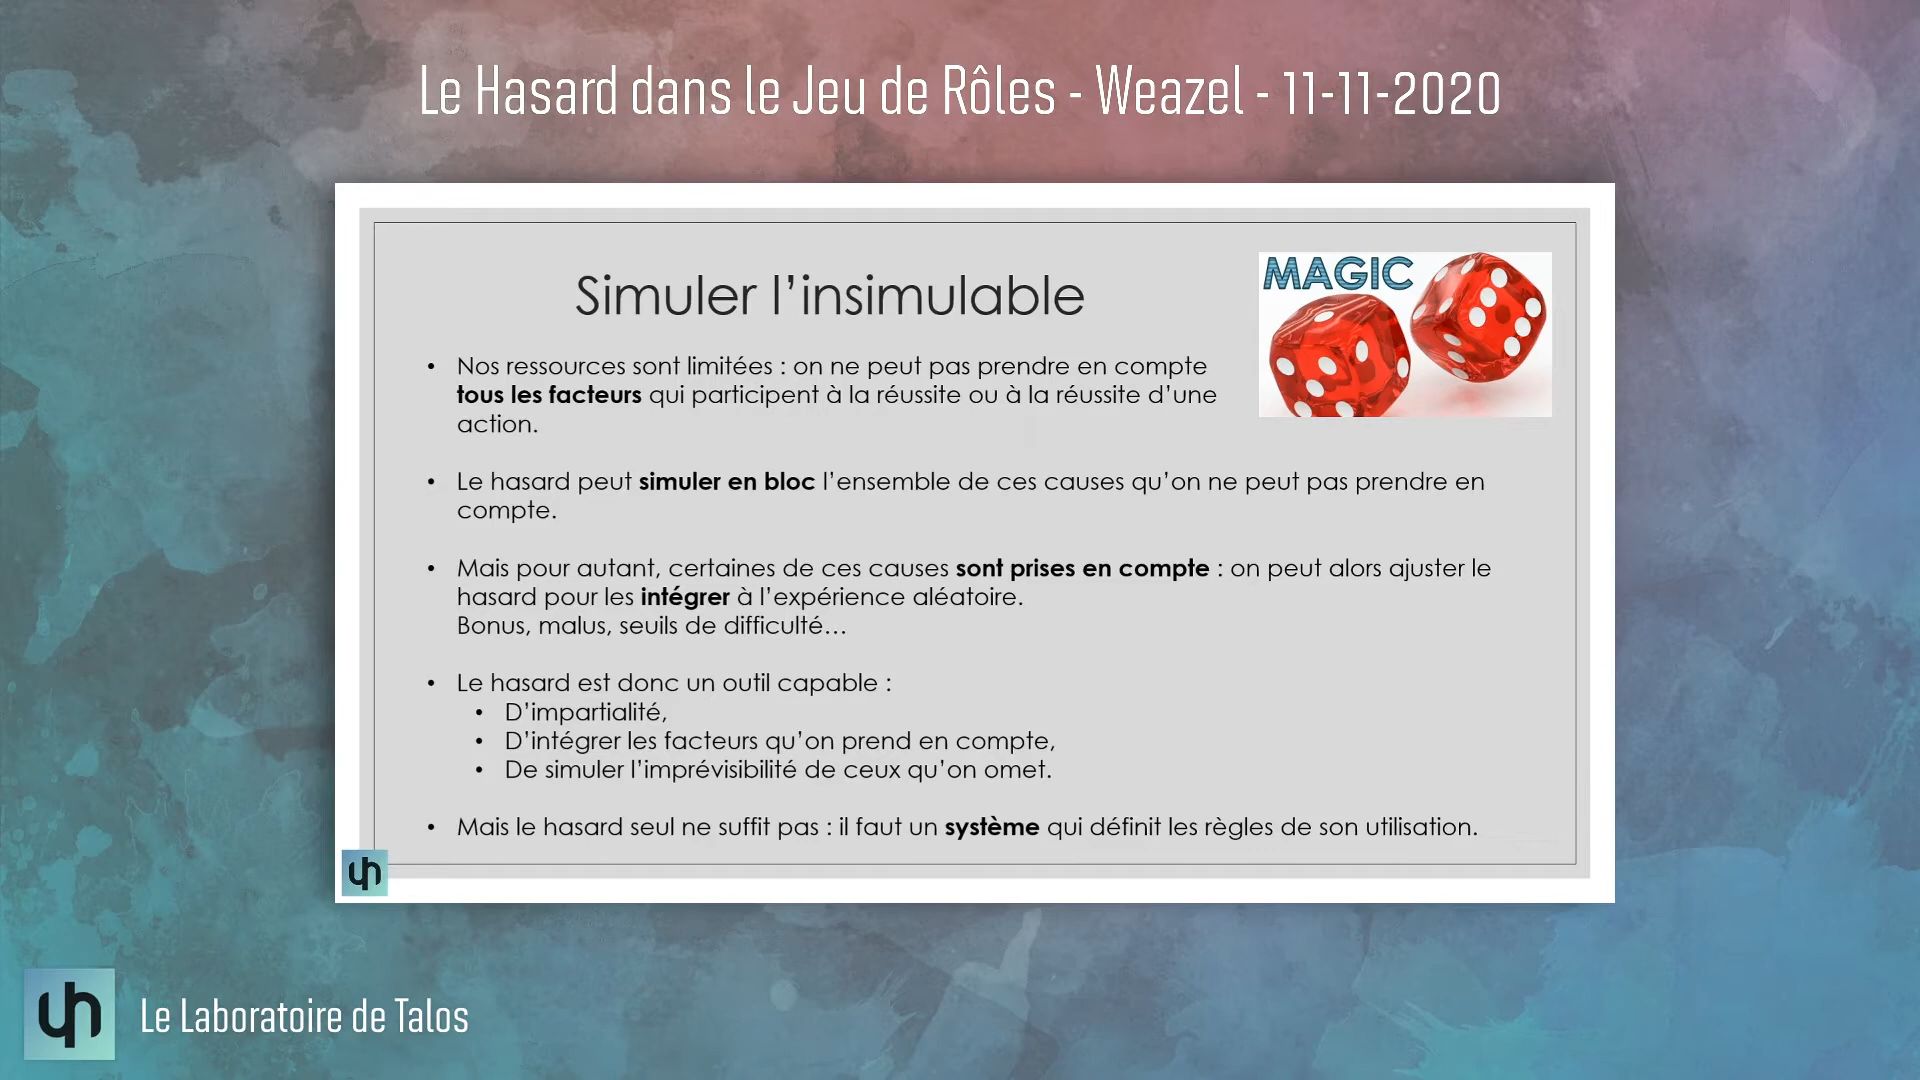 Le Hasard dans le Jeu de Rôles - Weazel - 11-11-2020
Simuler l’insimulable
MAGIC
• Nos ressources sont limitées : on ne peut pas prendre en compte
tous les facteurs qui participent à la réussite ou à la réussite d’une
action.
• Le hasard peut simuler en bloc l’ensemble de ces causes qu’on ne peut pas prendre en
compte.
• Mais pour autant, certaines de ces causes sont prises en compte : on peut alors ajuster le
hasard pour les intégrer à l’expérience aléatoire.
Bonus, malus, seuils de difficulté…
• Le hasard est donc un outil capable :
• D’impartialité,
• D’intégrer les facteurs qu’on prend en compte,
• De simuler l’imprévisibilité de ceux qu’on omet.
• Mais le hasard seul ne suffit pas : il faut un système qui définit les règles de son utilisation.
Le Laboratoire de Talos